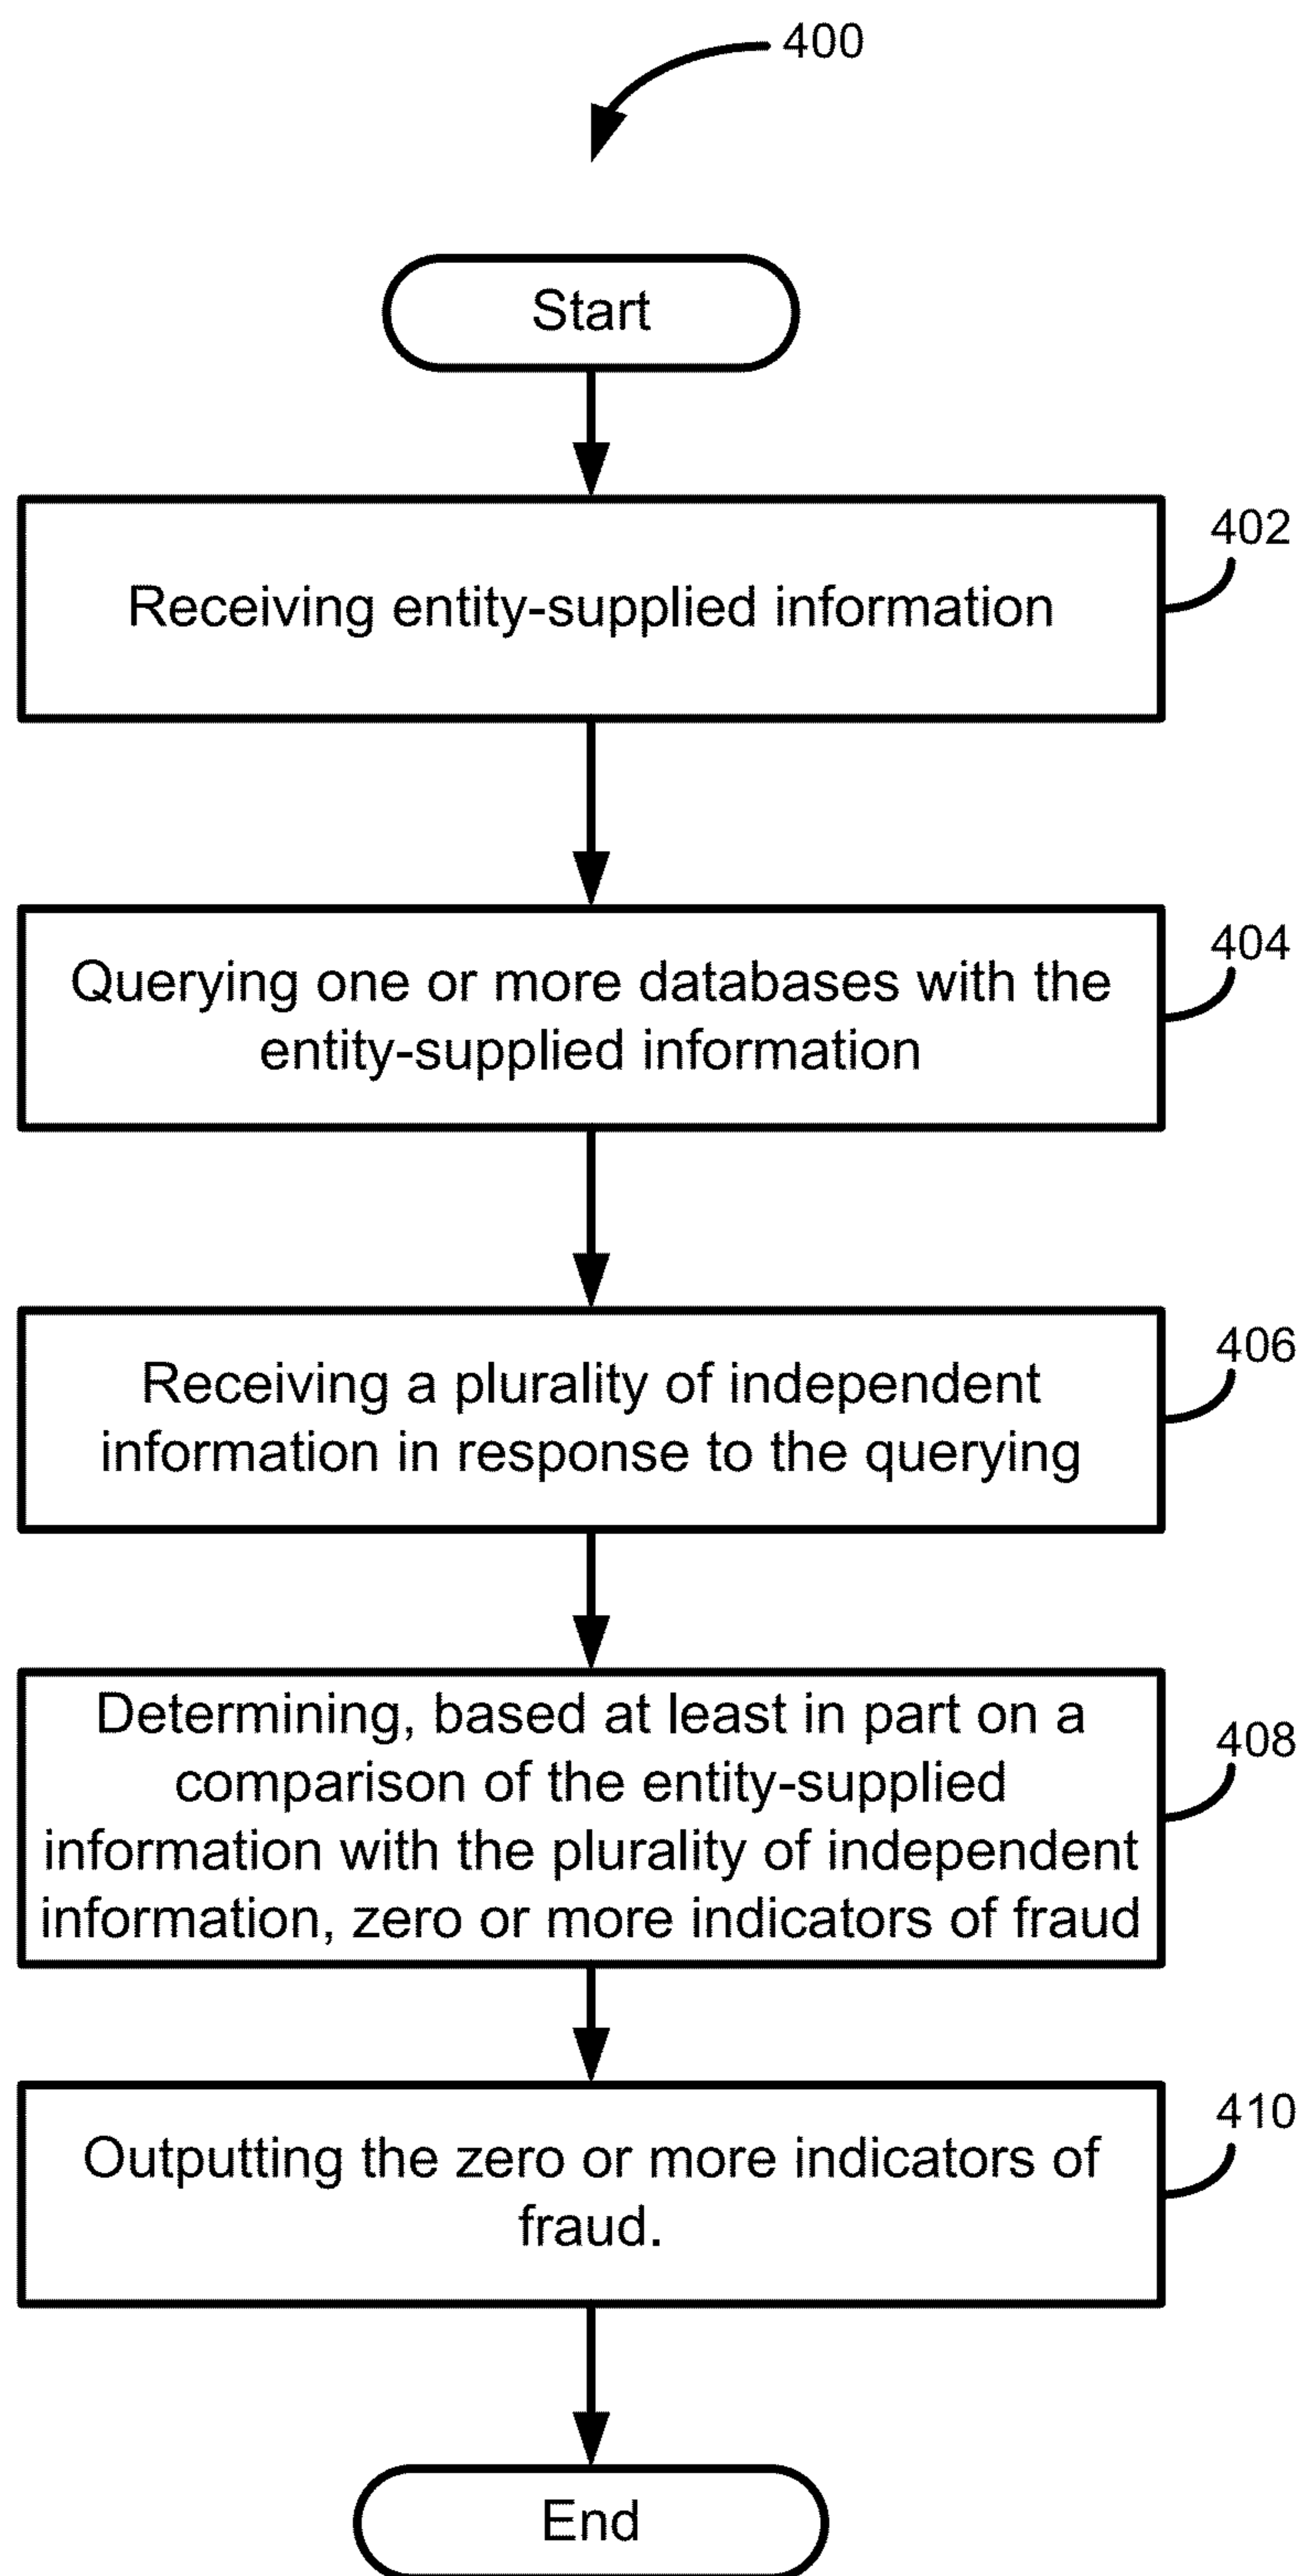 400
Start
402
Receiving entity-supplied information
404
Querying one or more databases with the
entity-supplied information
406
Receiving a plurality of independent
information in response to the querying
408
Determining, based at least in part on a
comparison of the entity-supplied
information with the plurality of independent
information, zero or more indicators of fraud
410
Outputting the zero or more indicators of
fraud.
End